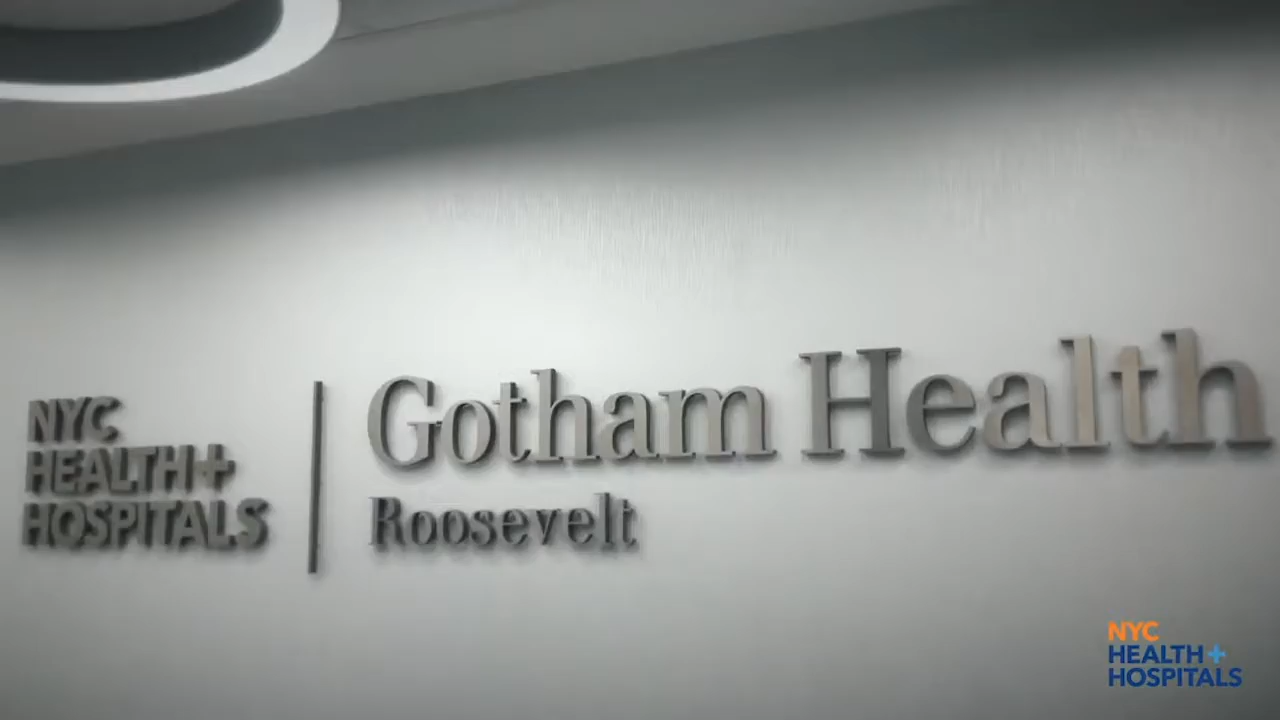 NYC
HEALTH+
HOSPITALS
Gotham Health
Roosevelt
NYC
HEALTH+
HOSPITALS